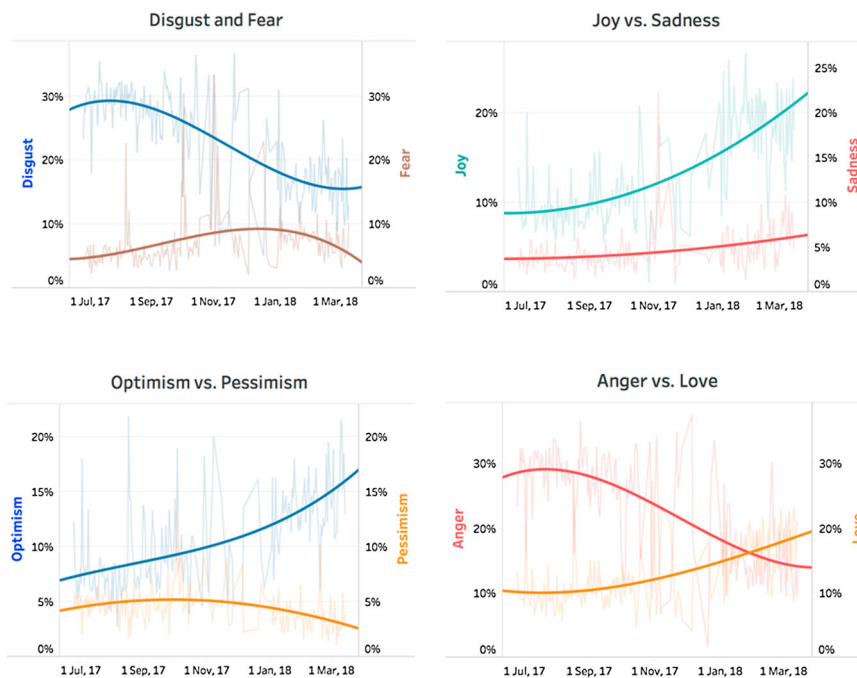 Disgust and Fear
30%
20%
10%
0%
Disgust
30%
20%
10%
0%
Fear
1 Jul, 17 1 Sep, 17 1 Nov, 17 1 Jan, 18 1 Mar, 18
Joy vs. Sadness
20%
10%
0%
Joy
25%
20%
15%
10%
5%
0%
Sadness
1 Jul, 17 1 Sep, 17 1 Nov, 17 1 Jan, 18 1 Mar, 18
Optimism vs. Pessimism
20%
15%
10%
5%
0%
Optimism
20%
15%
10%
5%
0%
Pessimism
1 Jul, 17 1 Sep, 17 1 Nov, 17 1 Jan, 18 1 Mar, 18
Anger vs. Love
30%
20%
10%
0%
Anger
30%
20%
10%
0%
Love
1 Jul, 17 1 Sep, 17 1 Nov, 17 1 Jan, 18 1 Mar, 18